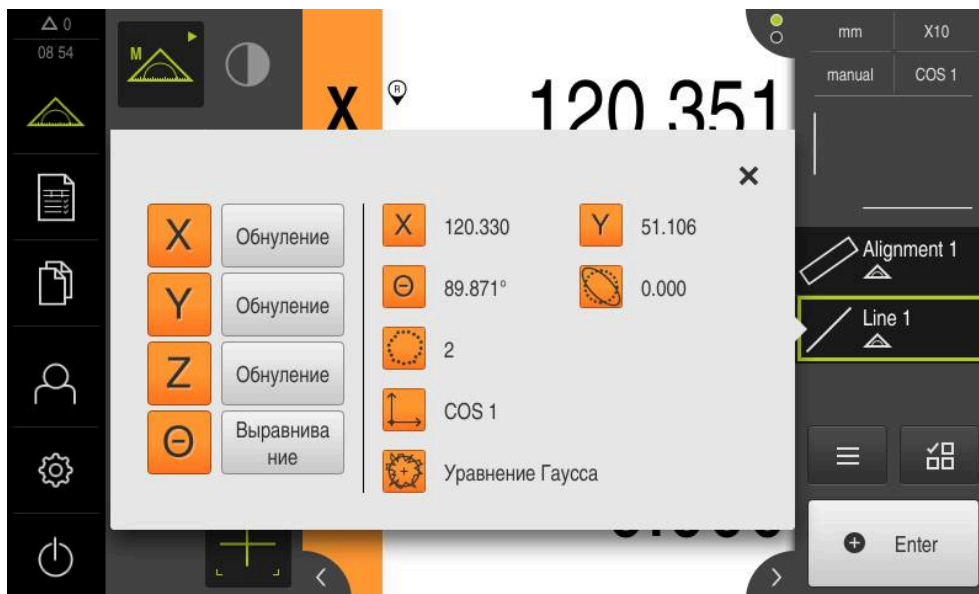 0
08 54
M
X
R
120.351
mm
X10
manual
COS 1
X
Обнуление
Y
Обнуление
Z
Обнуление
Θ
Выравнива
ние
X
120.330
Y
51.106
Θ
89.871°
0.000
2
COS 1
Уравнение Гаусса
Alignment 1
Line 1
Enter